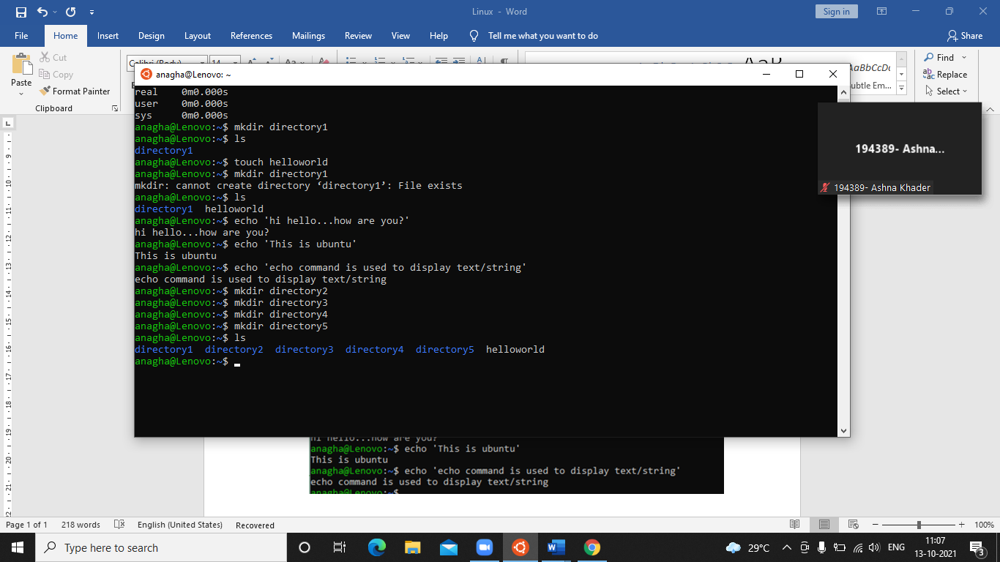 Linux - Word
Sign in
File Home Insert Design Layout References Mailings Review View Help Tell me what you want to do Share
Paste
Cut
Copy
Format Painter
Clipboard
14
AaBbCcDc
ubtle Em...
Find
Replace
Select
anagha@Lenovo: ~
real 0m0.000s
user 0m0.000s
sys 0m0.000s
anagha@Lenovo:~$ mkdir directory1
anagha@Lenovo:~$ ls
directory1
anagha@Lenovo:~$ touch helloworld
anagha@Lenovo:~$ mkdir directory1
mkdir: cannot create directory ‘directory1’: File exists
anagha@Lenovo:~$ ls
directory1 helloworld
anagha@Lenovo:~$ echo 'hi hello...how are you?'
hi hello...how are you?
anagha@Lenovo:~$ echo 'This is ubuntu'
This is ubuntu
anagha@Lenovo:~$ echo 'echo command is used to display text/string'
echo command is used to display text/string
anagha@Lenovo:~$ mkdir directory2
anagha@Lenovo:~$ mkdir directory3
anagha@Lenovo:~$ mkdir directory4
anagha@Lenovo:~$ mkdir directory5
anagha@Lenovo:~$ ls
directory1 directory2 directory3 directory4 directory5 helloworld
anagha@Lenovo:~$
194389- Ashna...
194389- Ashna Khader
hi hello...how are you?
anagha@Lenovo:~$ echo 'This is ubuntu'
This is ubuntu
anagha@Lenovo:~$ echo 'echo command is used to display text/string'
echo command is used to display text/string
anagha@Lenovo:~$
Page 1 of 1 218 words English (United States) Recovered 100%
Type here to search
29°C
ENG
11:07
13-10-2021
3